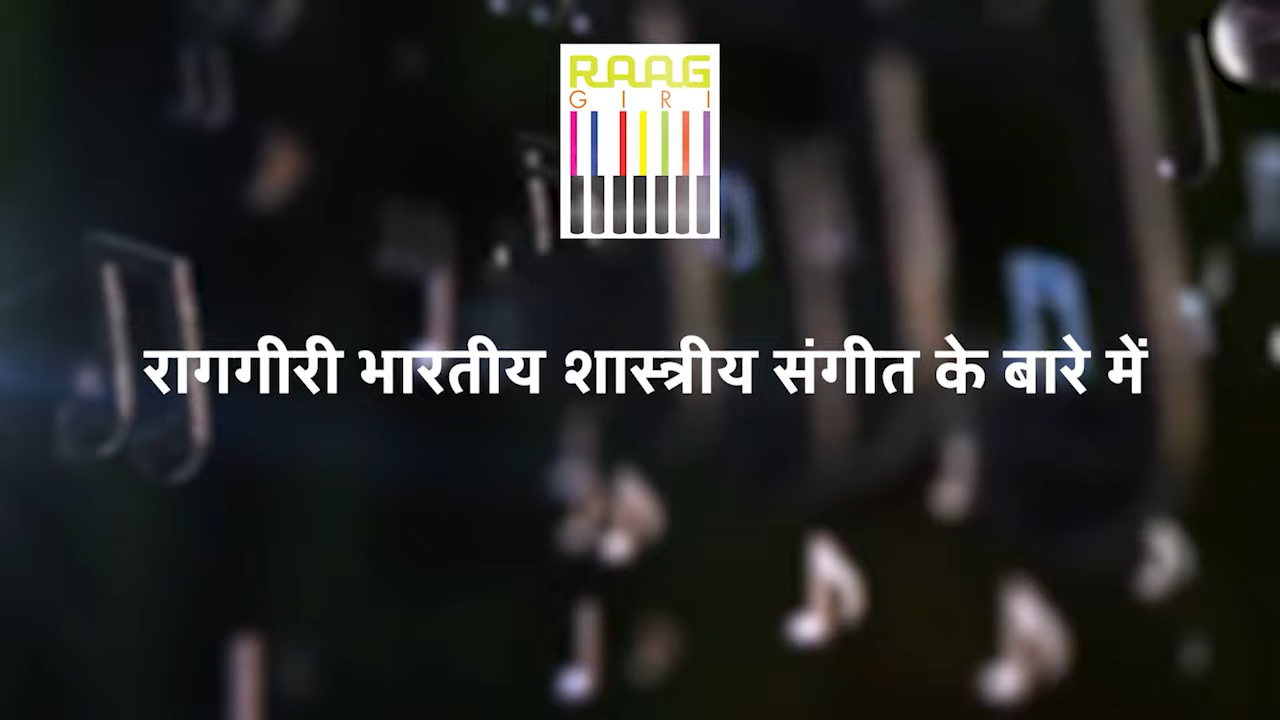 RAAG
GIRI
रागगीरी भारतीय शास्त्रीय संगीत के बारे में